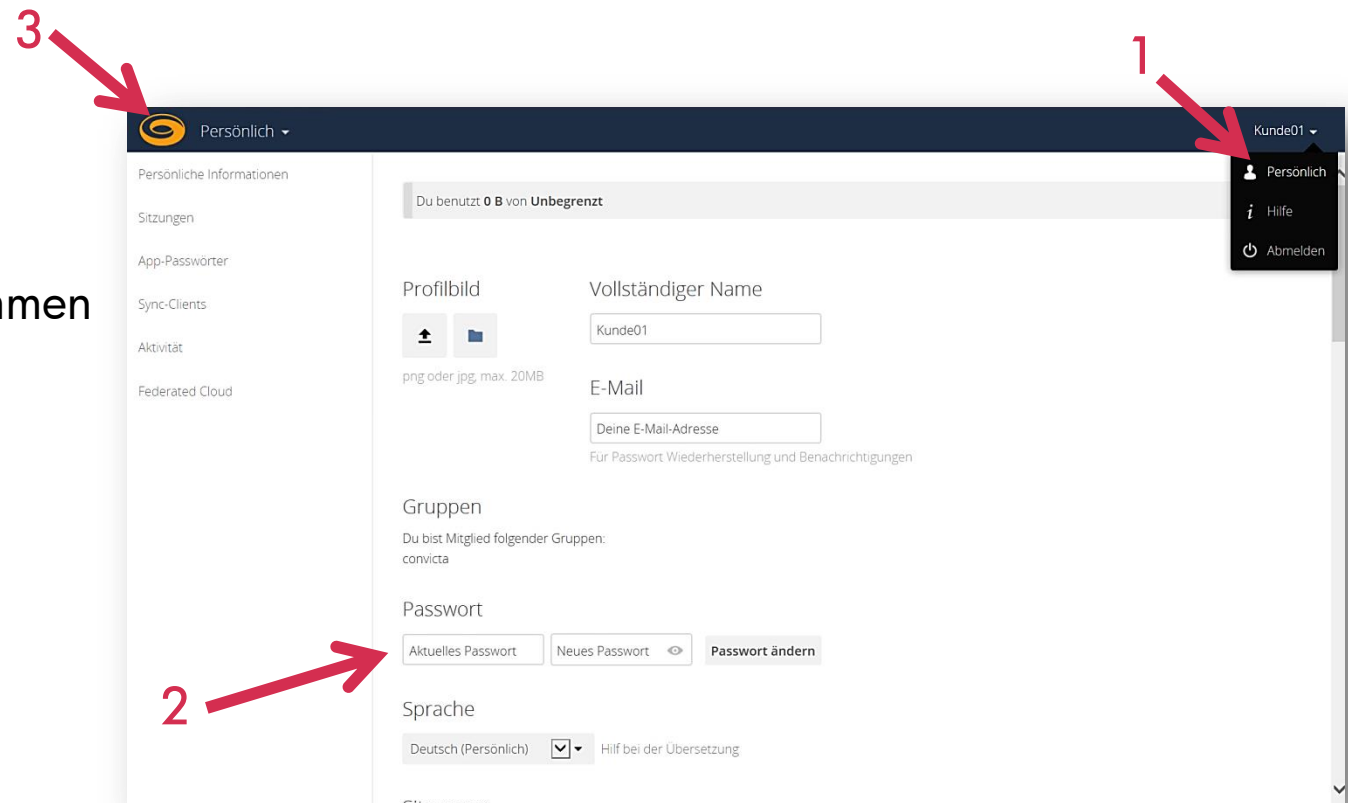 3
1
Persönlich
Kunde01
Persönliche Informationen
Sitzungen
App-Passwörter
Sync-Clients
Aktivität
Federated Cloud
Persönlich
Hilfe
Abmelden
Du benutzt 0 B von Unbegrenzt
Profilbild
png oder jpg, max. 20MB
Vollständiger Name
Kunde01
E-Mail
Deine E-Mail-Adresse
Für Passwort Wiederherstellung und Benachrichtigungen
Gruppen
Du bist Mitglied folgender Gruppen:
convicta
Passwort
Aktuelles Passwort Neues Passwort Passwort ändern
2
Sprache
Deutsch (Persönlich) Hilf bei der Übersetzung